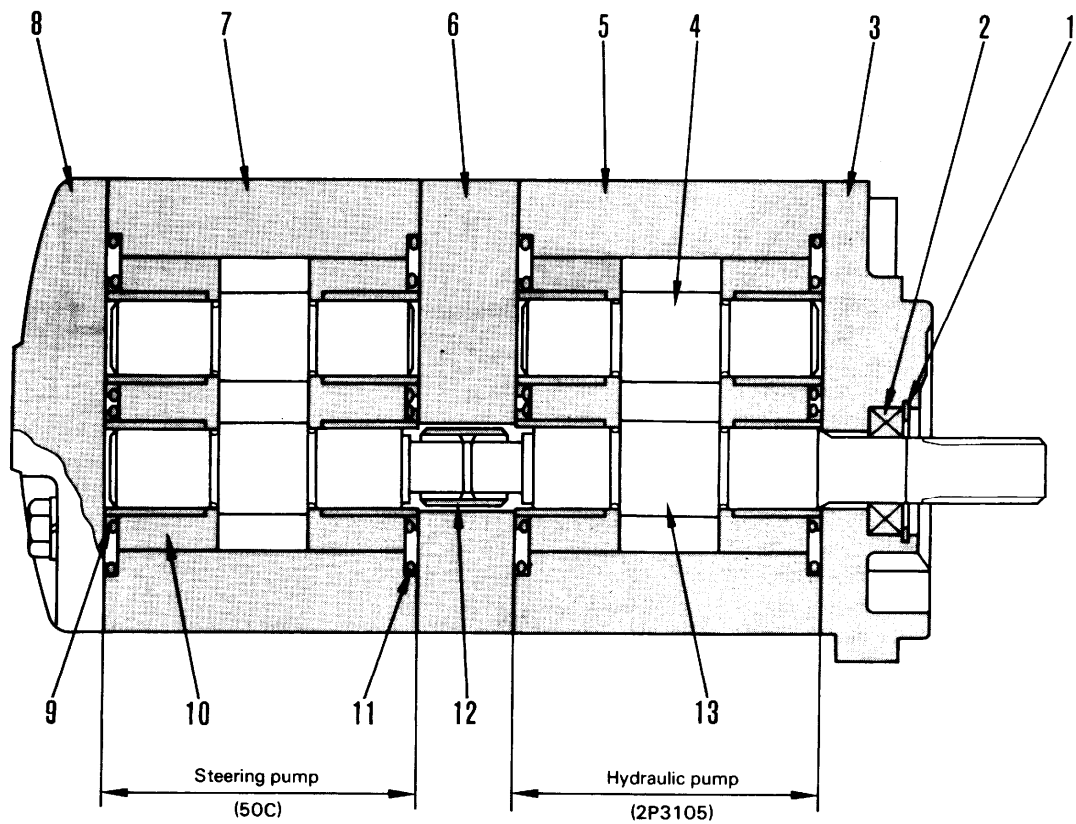 8 7 6 5 4 3 2 1
9 10 11 12 13
Steering pump
(50C)
Hydraulic pump
(2P3105)